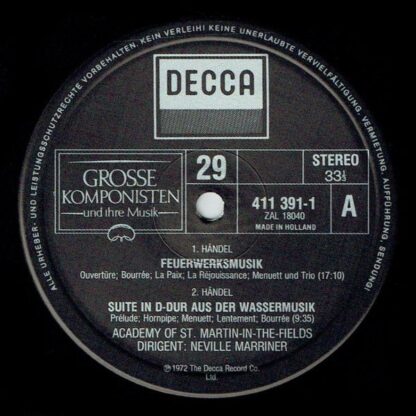 ALLE URHEBER- UND LEISTUNGSSCHUTZRECHTE VORBEHALTEN. KEIN VERLEIH! KEINE UNERLAUBTE VERVIELFÄLTIGUNG, VERMIETUNG, AUFFÜHRUNG, SENDUNG!
DECCA
GROSSE
KOMPONISTEN
und ihre Musik
29
STEREO
33⅓
411 391-1
ZAL 18040
MADE IN HOLLAND
A
1. HÄNDEL
FEUERWERKSMUSIK
Ouvertüre; Bourrée; La Paix; La Réjouissance; Menuett und Trio (17:10)
2. HÄNDEL
SUITE IN D-DUR AUS DER WASSERMUSIK
Prélude; Hornpipe; Menuett; Lentement, Bourrée (9:35)
ACADEMY OF ST. MARTIN-IN-THE-FIELDS
DIRIGENT: NEVILLE MARRINER
℗ 1972 The Decca Record Co.
Ltd.